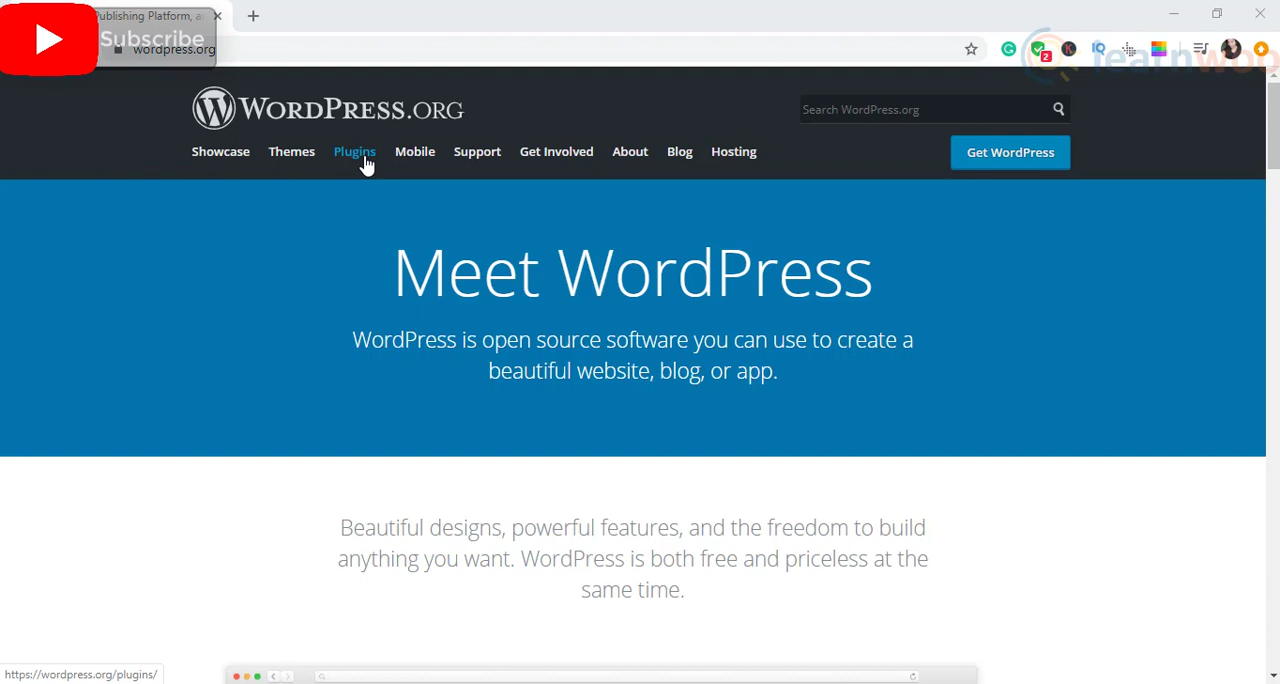 Publishing Platform, a
Subscribe
wordpress.org
2
K
IQ
learnwoo
WORDPRESS.ORG
Search WordPress.org
Showcase Themes Plugins Mobile Support Get Involved About Blog Hosting
Get WordPress
Meet WordPress
WordPress is open source software you can use to create a
beautiful website, blog, or app.
Beautiful designs, powerful features, and the freedom to build
anything you want. WordPress is both free and priceless at the
same time.
https://wordpress.org/plugins/